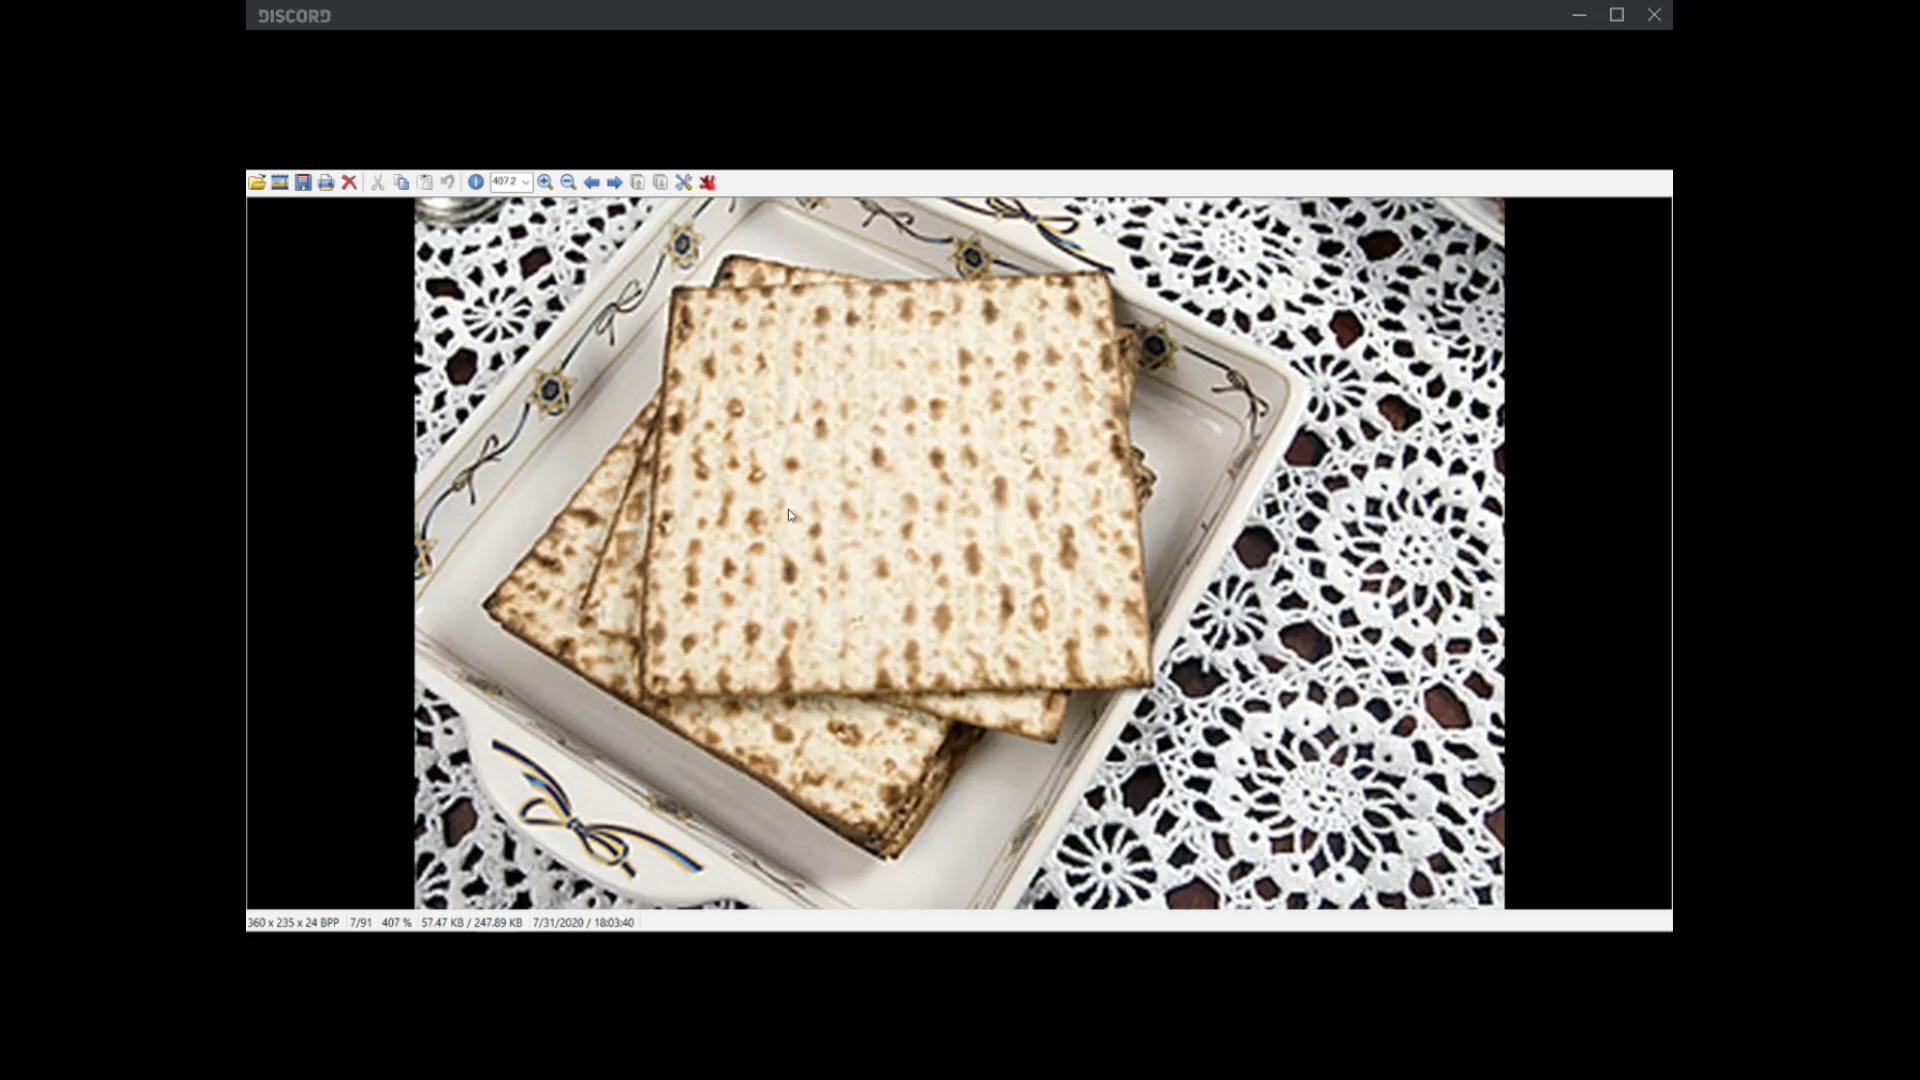 DISCORD
407.2
360 x 235 x 24 BPP 7/91 407 % 57.47 KB / 247.89 KB 7/31/2020 / 18:03:40